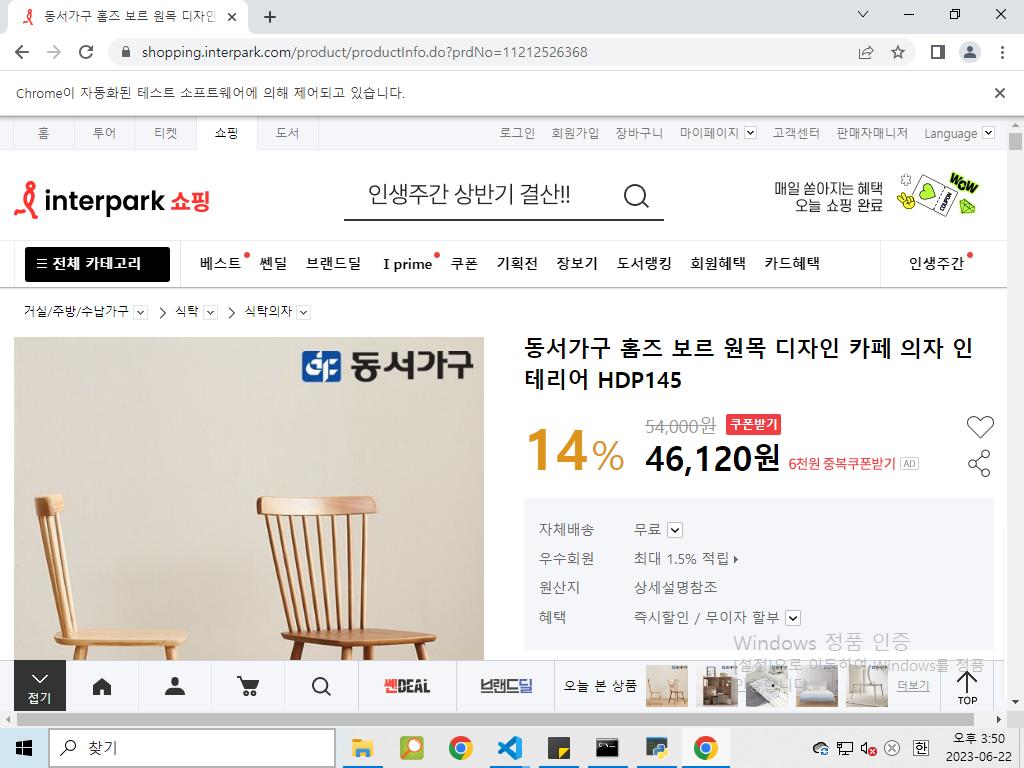 동서가구 홈즈 보르 원목 디자인
shopping.interpark.com/product/productInfo.do?prdNo=11212526368
Chrome이 자동화된 테스트 소프트웨어에 의해 제어되고 있습니다.
홈 투어 티켓 쇼핑 도서 로그인 회원가입 장바구니 마이페이지 고객센터 판매자매니저 Language
interpark 쇼핑
인생주간 상반기 결산!!
매일 쏟아지는 혜택
오늘 쇼핑 완료
WOW
COUPON
전체 카테고리 베스트 쎈딜 브랜드딜 I prime 쿠폰 기획전 장보기 도서랭킹 회원혜택 카드혜택 인생주간
거실/주방/수납가구 식탁 식탁의자
동서가구
동서가구 홈즈 보르 원목 디자인 카페 의자 인
테리어 HDP145
14%
54,000원 쿠폰받기
46,120원 6천원 중복쿠폰받기 AD
자체배송 무료
우수회원 최대 1.5% 적립
원산지 상세설명참조
혜택 즉시할인 / 무이자 할부
Windows 정품 인증
[설정]으로 이동하여 Windows를 정품
접기 쎈DEAL 브랜드딜 오늘 본 상품 더보기 TOP
찾기
한
오후 3:50
2023-06-22